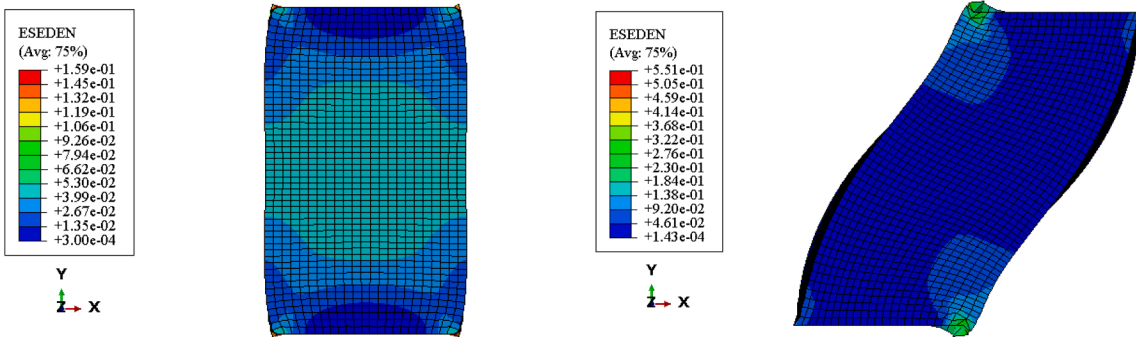 ESEDEN
(Avg: 75%)
+1.59e-01
+1.45e-01
+1.32e-01
+1.19e-01
+1.06e-01
+9.26e-02
+7.94e-02
+6.62e-02
+5.30e-02
+3.99e-02
+2.67e-02
+1.35e-02
+3.00e-04
Y
Z X
ESEDEN
(Avg: 75%)
+5.51e-01
+5.05e-01
+4.59e-01
+4.14e-01
+3.68e-01
+3.22e-01
+2.76e-01
+2.30e-01
+1.84e-01
+1.38e-01
+9.20e-02
+4.61e-02
+1.43e-04
Y
Z X